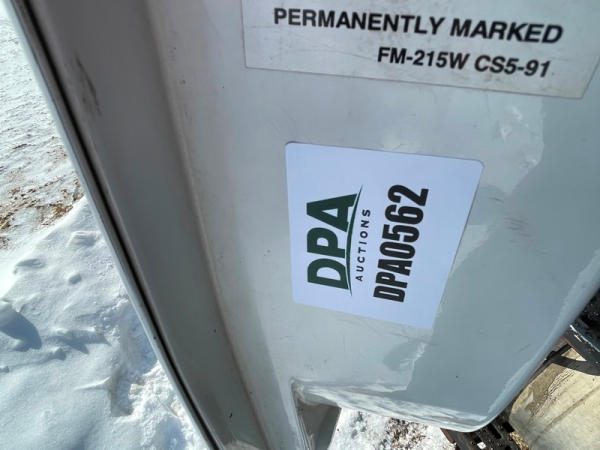 PERMANENTLY MARKED
FM-215W CS5-91
DPA
AUCTIONS
DPA0562